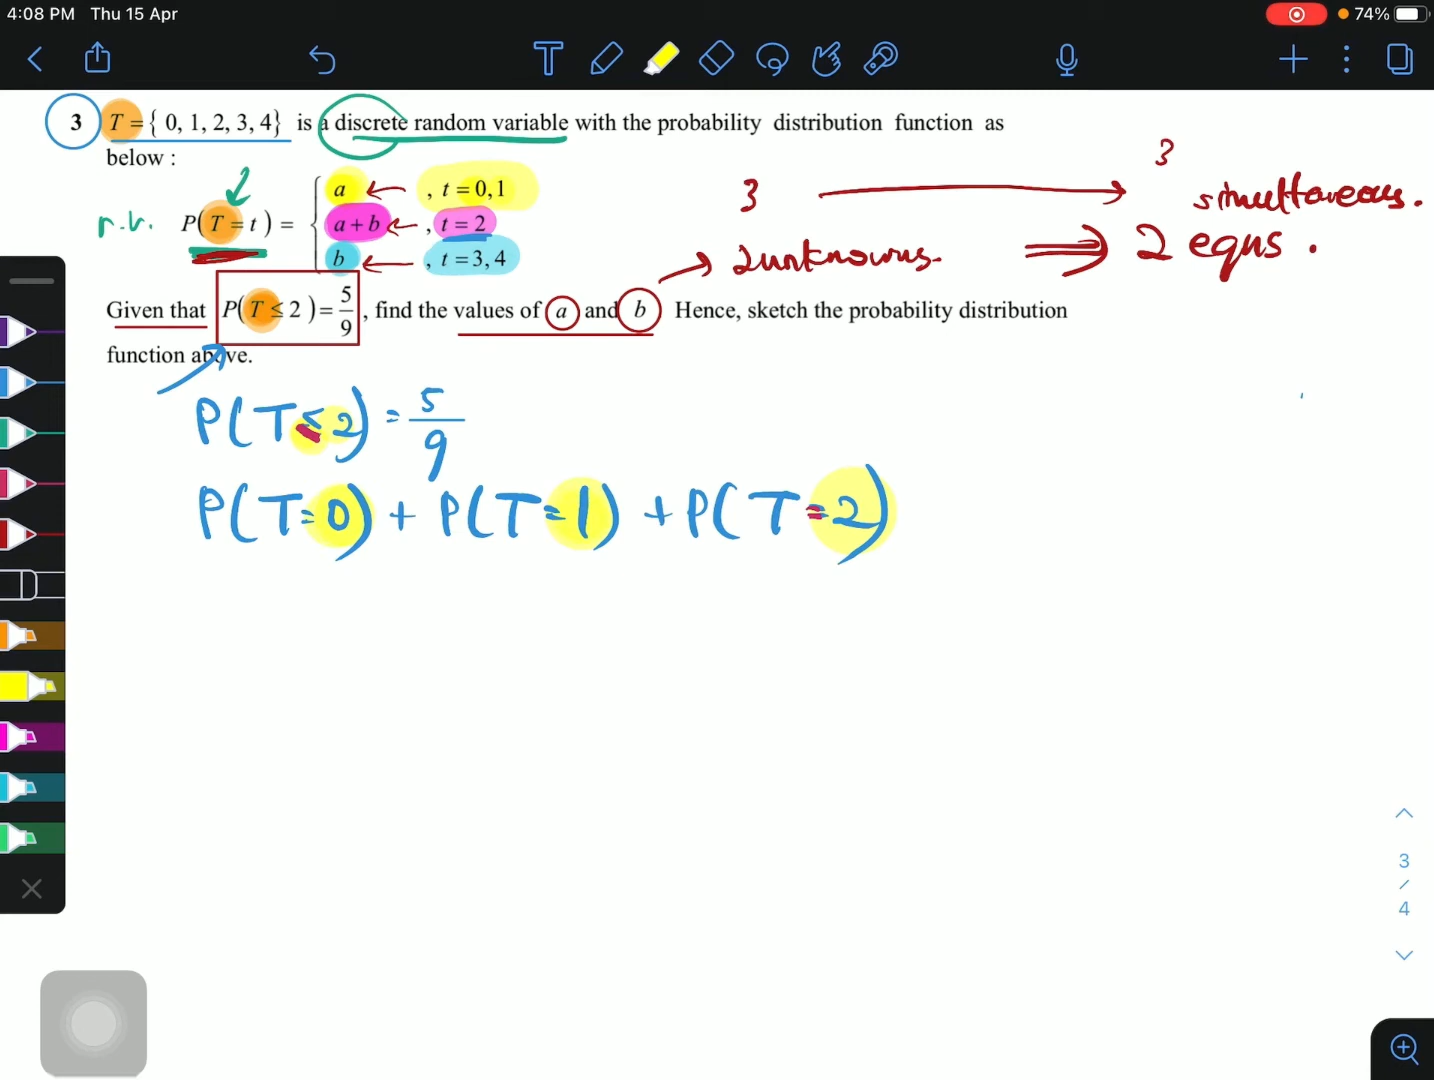 4:08 PM Thu 15 Apr
74%
T
3 T = { 0, 1, 2, 3, 4} is a discrete random variable with the probability distribution function as
below :
r.v. P( T = t ) = { a , t = 0, 1
a + b , t = 2
b , t = 3, 4
3 3
simultaneous.
2 unknowns. ⇒ 2 eqns.
Given that P( T ≤ 2 ) = 5/9 , find the values of a and b Hence, sketch the probability distribution
function above.
P(T ≤ 2) = 5/9
P(T=0) + P(T=1) + P(T=2)
3
/
4